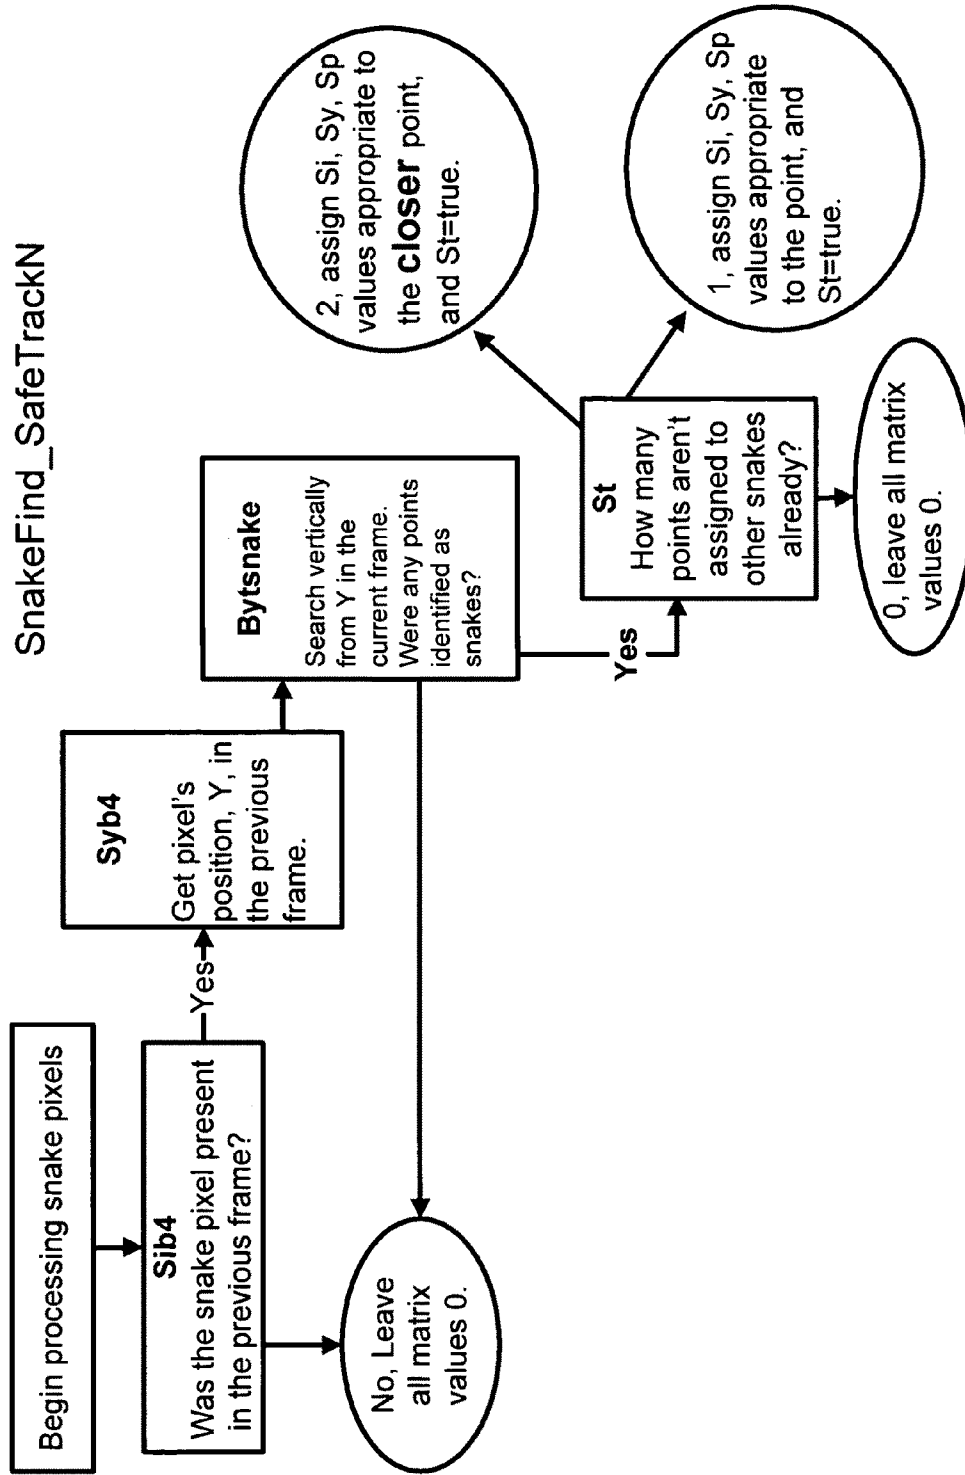 SnakeFind_SafeTrackN
Begin processing snake pixels
Sib4
Was the snake pixel present
in the previous frame?
Yes
No, Leave
all matrix
values 0.
Syb4
Get pixel's
position, Y, in
the previous
frame.
Bytsnake
Search vertically
from Y in the
current frame.
Were any points
identified as
snakes?
Yes
St
How many
points aren't
assigned to
other snakes
already?
2, assign Si, Sy, Sp
values appropriate to
the closer point,
and St=true.
1, assign Si, Sy, Sp
values appropriate
to the point, and
St=true.
0, leave all matrix
values 0.